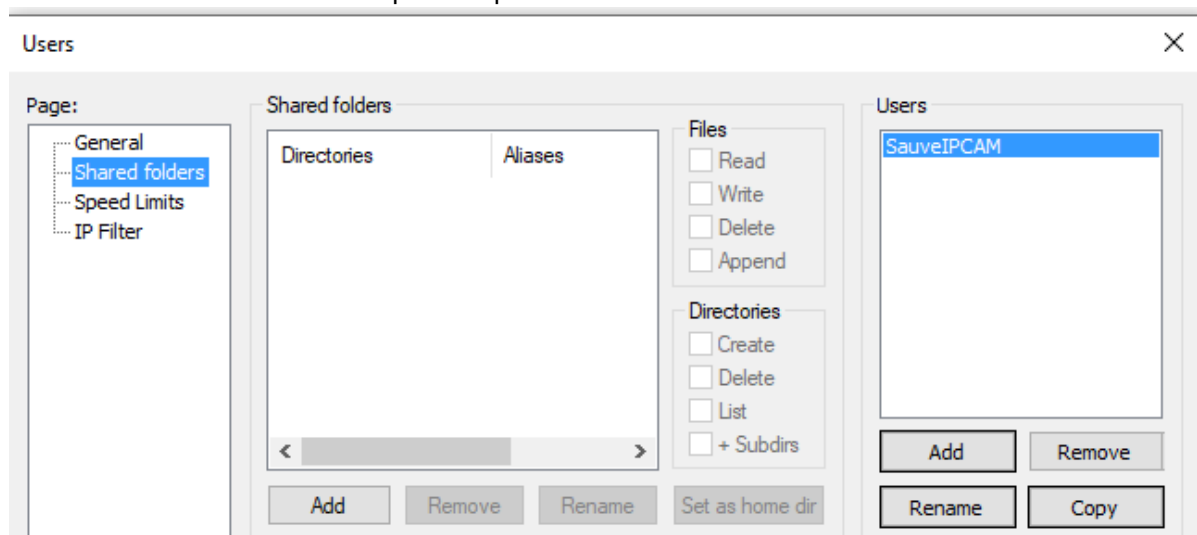 Users
Page:
General
Shared folders
Speed Limits
IP Filter
Shared folders
Directories Aliases
Add Remove Rename Set as home dir
Files
Read
Write
Delete
Append
Directories
Create
Delete
List
+ Subdirs
Users
SauveIPCAM
Add Remove
Rename Copy